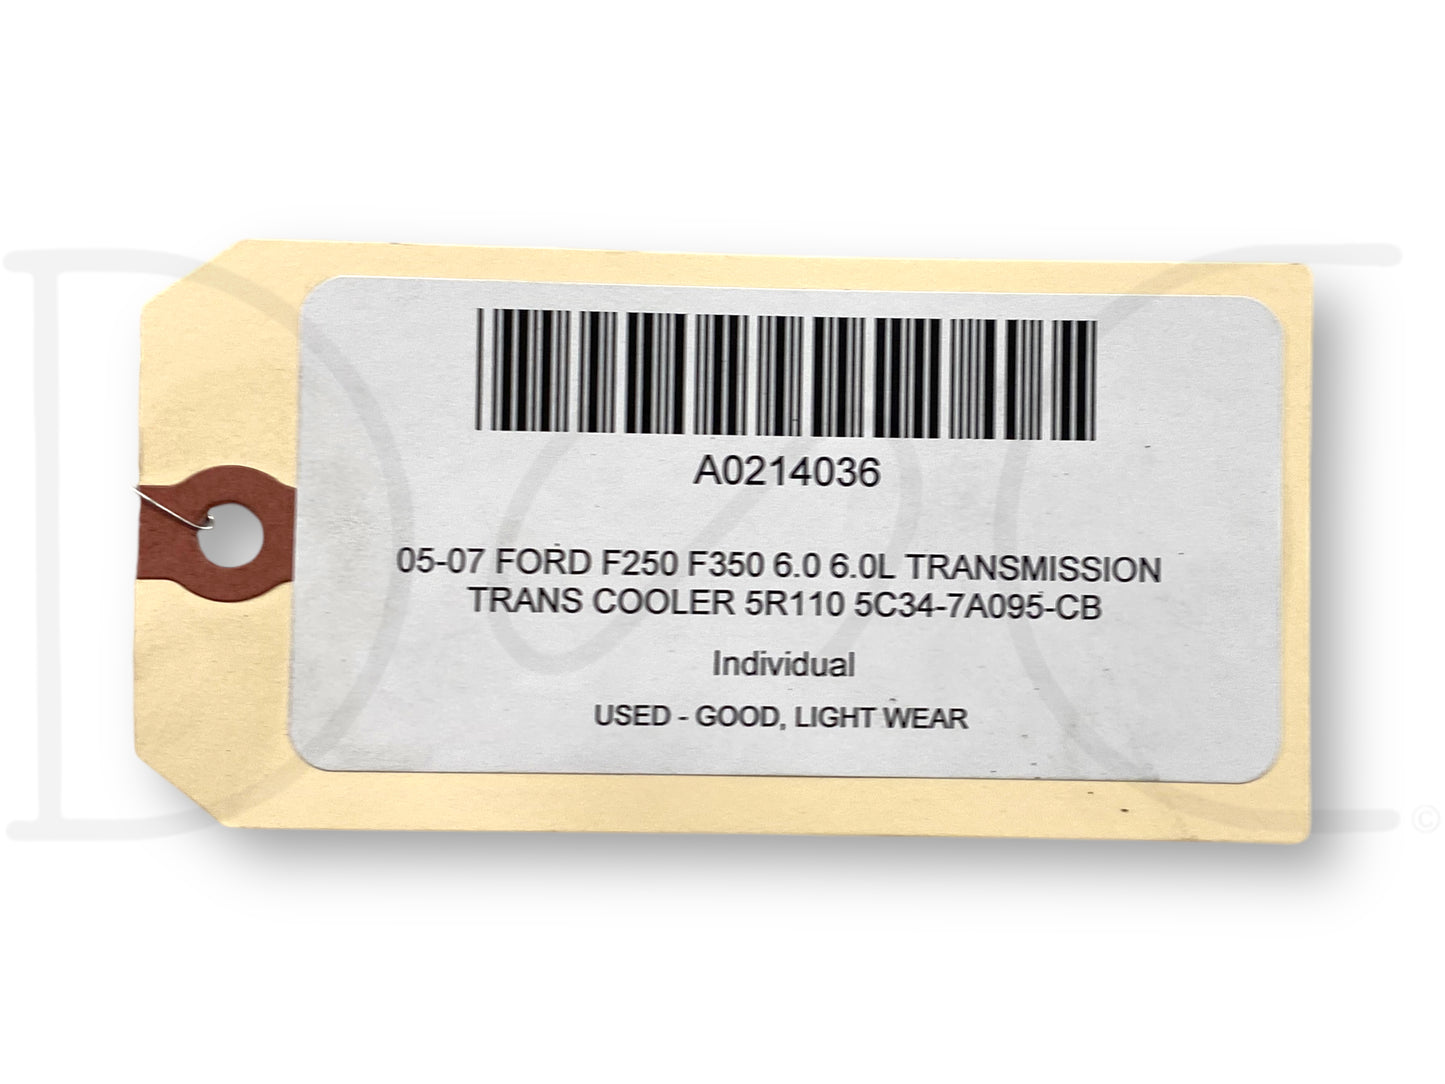 A0214036
05-07 FORD F250 F350 6.0 6.0L TRANSMISSION
TRANS COOLER 5R110 5C34-7A095-CB
Individual
USED - GOOD, LIGHT WEAR
©